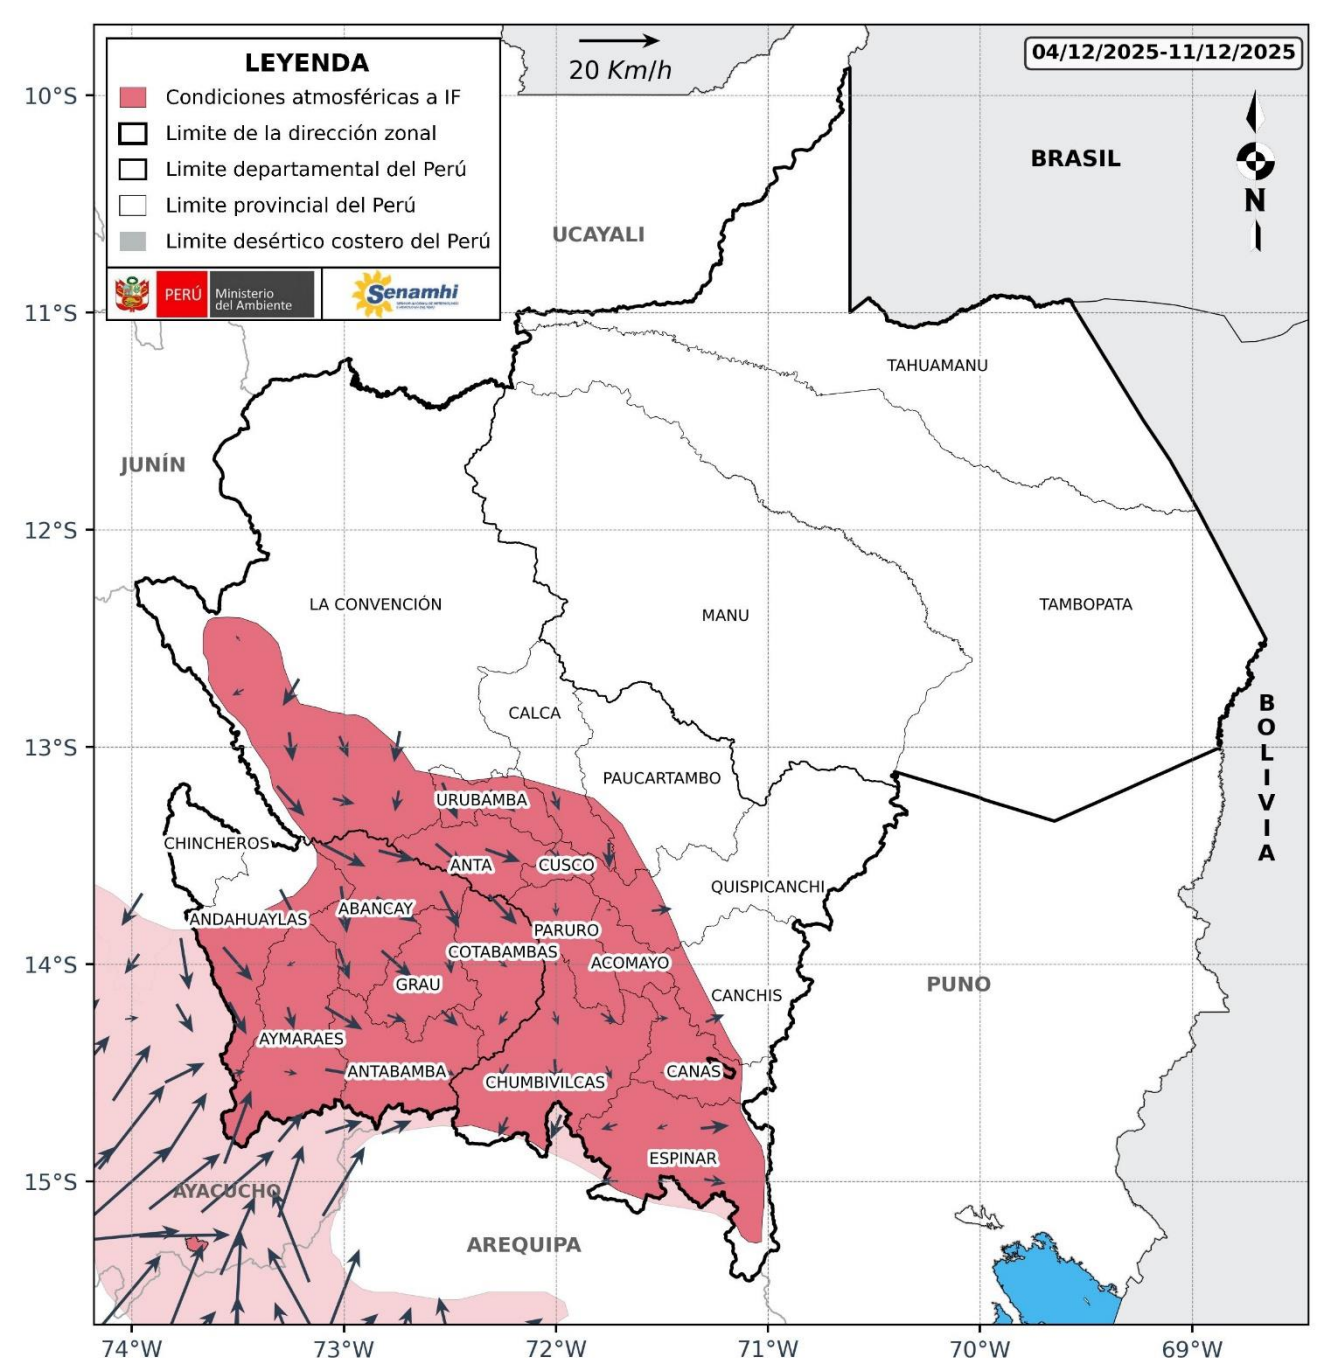 LEYENDA
Condiciones atmosféricas a IF
Limite de la dirección zonal
Limite departamental del Perú
Limite provincial del Perú
Limite desértico costero del Perú
PERÚ
Ministerio
del Ambiente
Senamhi
20 Km/h
04/12/2025-11/12/2025
N
BRASIL
UCAYALI
TAHUAMANU
JUNÍN
LA CONVENCIÓN
MANU
TAMBOPATA
BOLIVIA
CALCA
PAUCARTAMBO
URUBAMBA
CHINCHEROS
ANTA
CUSCO
QUISPICANCHI
ANDAHUAYLAS
ABANCAY
PARURO
COTABAMBAS
ACOMAYO
GRAU
CANCHIS
PUNO
AYMARAES
ANTABAMBA
CHUMBIVILCAS
CANAS
ESPINAR
AYACUCHO
AREQUIPA
10°S
11°S
12°S
13°S
14°S
15°S
74°W
73°W
72°W
71°W
70°W
69°W